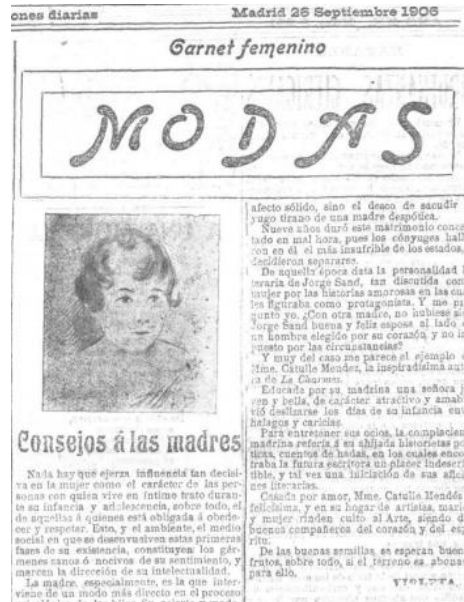 ones diarias
Madrid 26 Septiembre 1906
Carnet femenino
MODAS
Consejos á las madres
Nada hay que ejerza influencia tan decisi-
va en la mujer como el carácter de las per-
sonas con quien vive en íntimo trato duran-
te su infancia y adolescencia, sobre todo, el
de aquellas á quienes está obligada á obede-
cer y respetar. Esto, y el ambiente, el medio
social en que se desenvuelven estas primeras
fases de su existencia, constituyen los gér-
menes sanos ó nocivos de su sentimiento, y
marcan la dirección de su intelectualidad.
La madre, especialmente, es la que inter-
viene de un modo más directo en el proceso
afecto sólido, sino el deseo de sacudir
yugo tirano de una madre despótica.
Nueve años duró este matrimonio conce
tado en mal hora, pues los cónyuges hall
ron en él el más insufrible de los estados,
decidieron separarse.
De aquella época data la personalidad l
teraria de Jorge Sand, tan discutida com
mujer por las historias amorosas en las cua
les figuraba como protagonista. Y me pr
gunto yo. ¿Con otra madre, no hubiese sid
Jorge Sand buena y feliz esposa al lado d
un hombre elegido por su corazón, y no im
puesto por las circunstancias?
Y muy del caso me parece el ejemplo d
Mme. Catulle Mendez, la inspiradísima aut
ra de Le Charmes.
Educada por su madrina una señora jo
ven y bella, de carácter atractivo y amab
vió deslizarse los días de su infancia ent
halagos y caricias.
Para entretener sus ocios, la complacien
madrina refería á su ahijada historietas po
ticas, cuentos de hadas, en los cuales enco
traba la futura escritora un placer indescri
tible, y tal vez una iniciación de sus afici
nes literarias.
Casada por amor, Mme. Catulle Mendés
felicísima, y en su hogar de artistas, marid
y mujer rinden culto al Arte, siendo d
buenos compañeros del corazón y del esp
ritu.
De las buenas semillas, se esperan buen
frutos, sobre todo, si el terreno es abona
para ello.
VIOLETA.